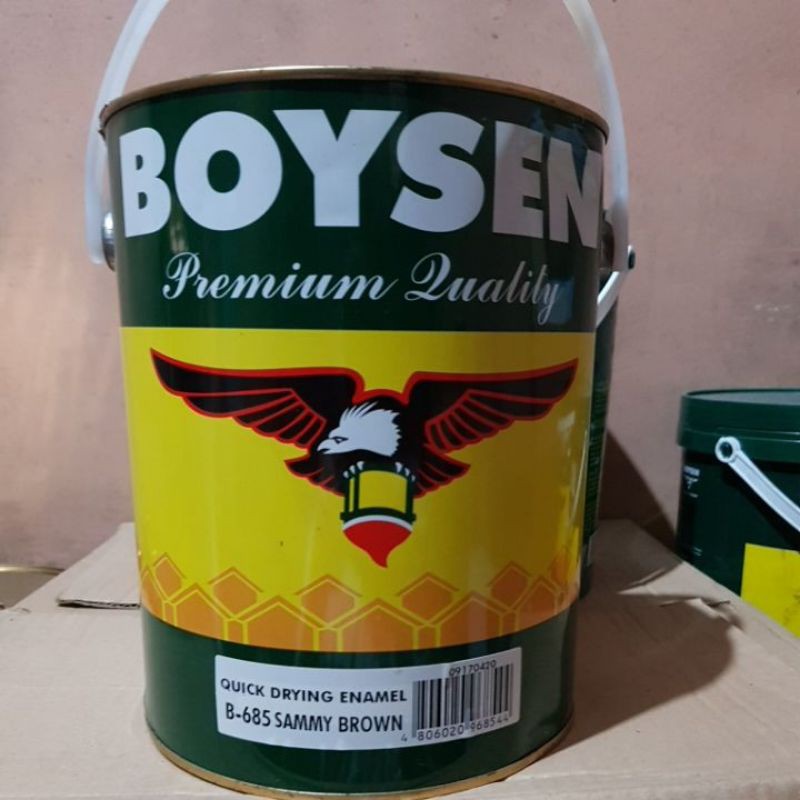 BOYSEN
Premium Quality
09170420
QUICK DRYING ENAMEL
B-685 SAMMY BROWN
4 806020 968544